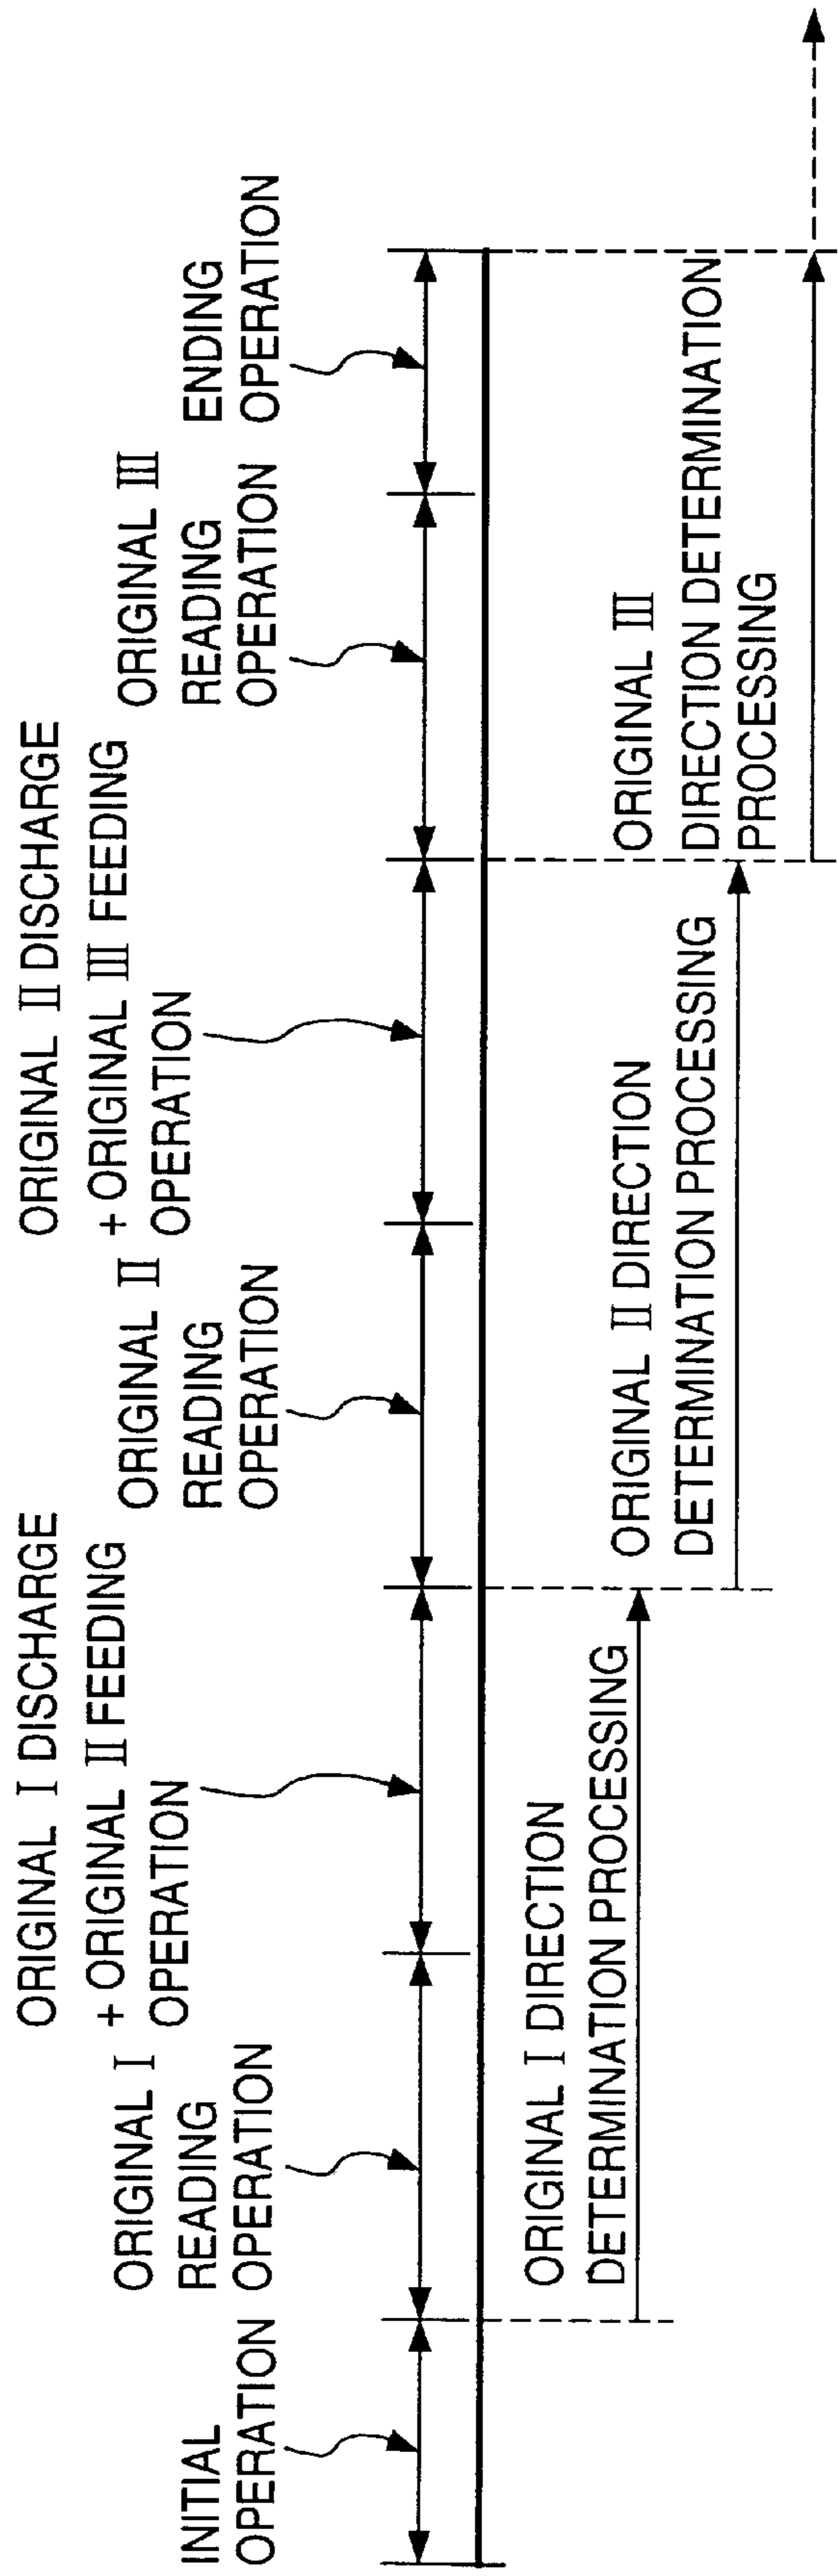 INITIAL
OPERATION
ORIGINAL I
READING
OPERATION
ORIGINAL I DISCHARGE
+ ORIGINAL II FEEDING
OPERATION
ORIGINAL II
READING
OPERATION
ORIGINAL II DISCHARGE
+ ORIGINAL III FEEDING
OPERATION
ORIGINAL III
READING
OPERATION
ENDING
OPERATION
ORIGINAL I DIRECTION
DETERMINATION PROCESSING
ORIGINAL II DIRECTION
DETERMINATION PROCESSING
ORIGINAL III
DIRECTION DETERMINATION
PROCESSING